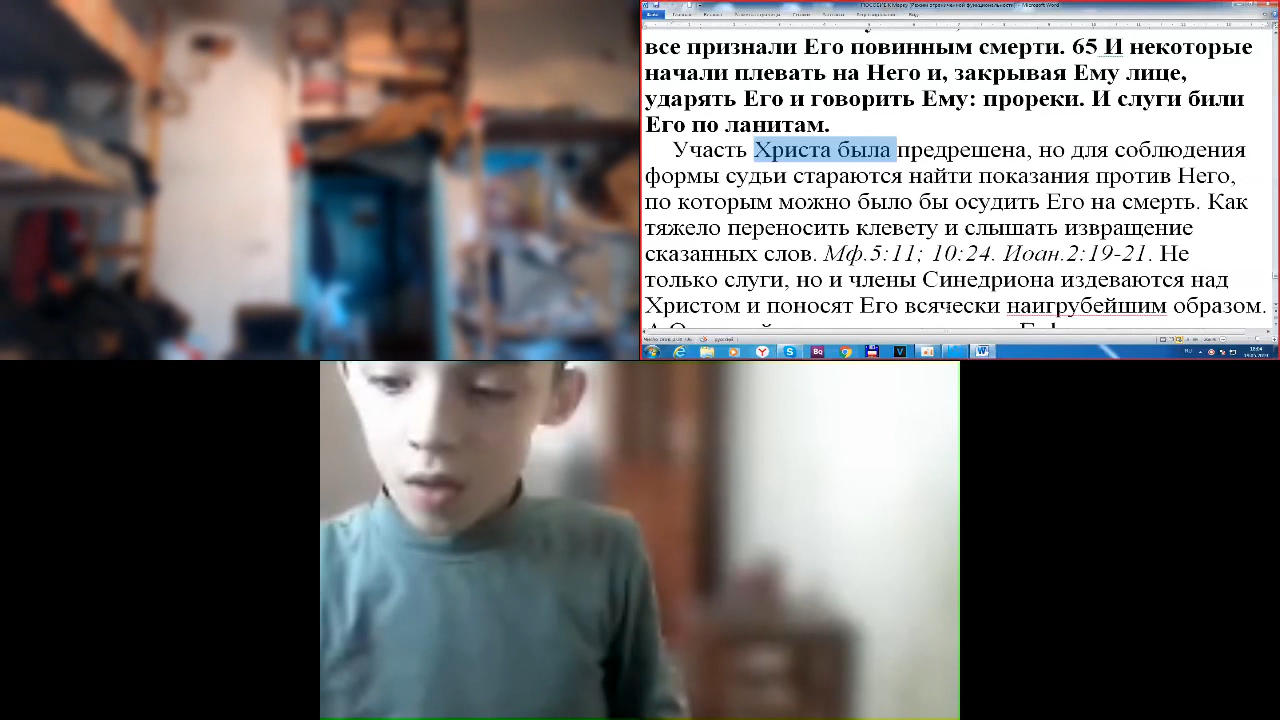 все признали Его повинным смерти. 65 И некоторые
начали плевать на Него и, закрывая Ему лице,
ударять Его и говорить Ему: прореки. И слуги били
Его по ланитам.
Участь Христа была предрешена, но для соблюдения
формы судьи стараются найти показания против Него,
по которым можно было бы осудить Его на смерть. Как
тяжело переносить клевету и слышать извращение
сказанных слов. Мф.5:11; 10:24. Иоан.2:19-21. Не
только слуги, но и члены Синедриона издеваются над
Христом и поносят Его всячески наигрубейшим образом.